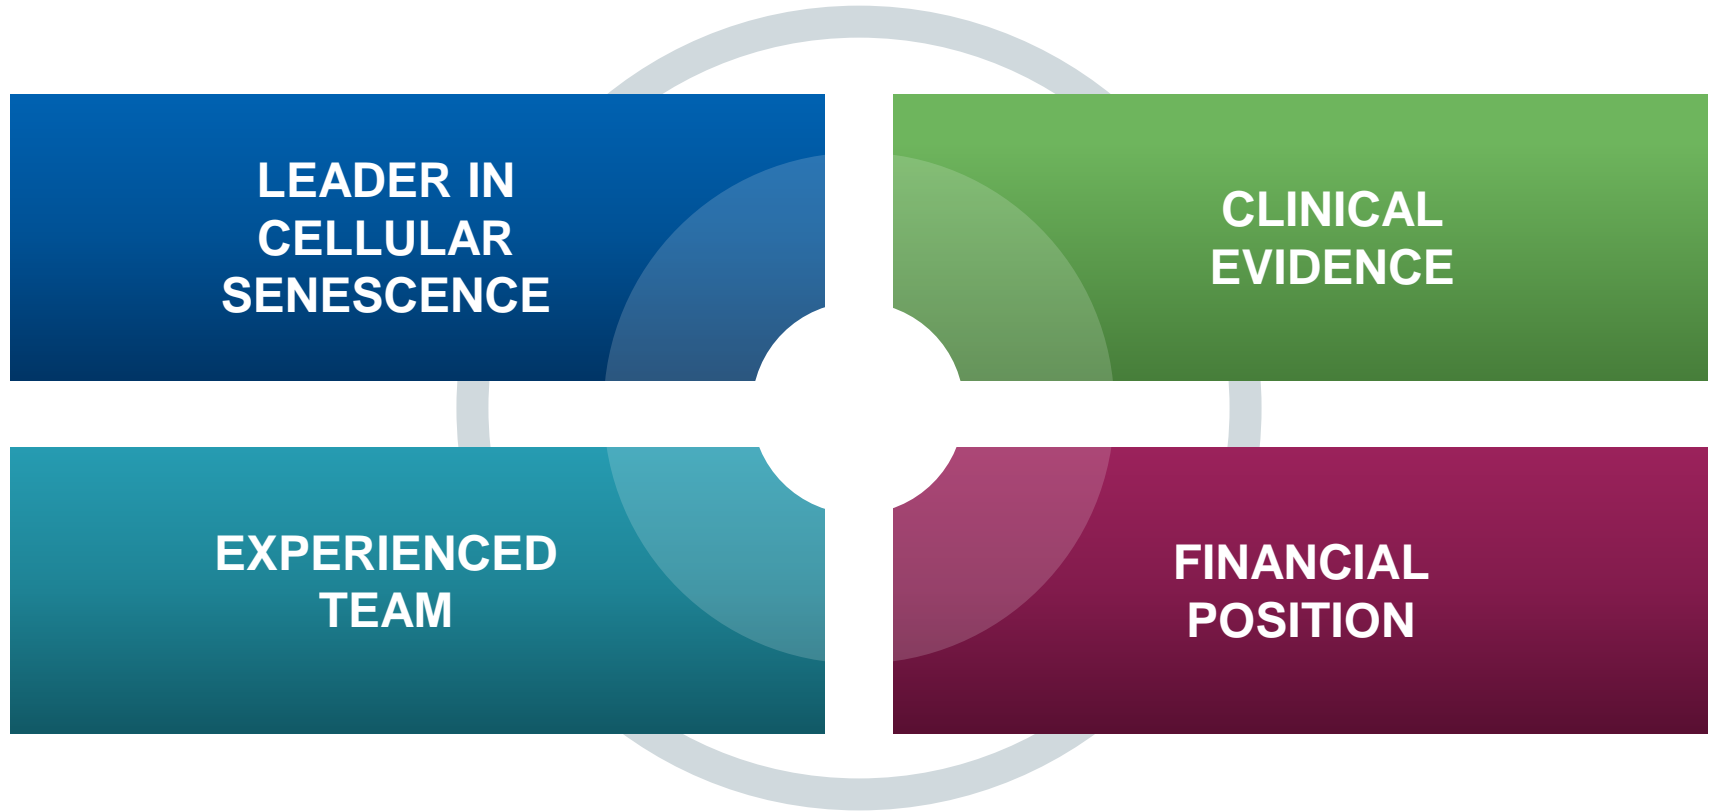 LEADER IN
CELLULAR
SENESCENCE
CLINICAL
EVIDENCE
EXPERIENCED
TEAM
FINANCIAL
POSITION